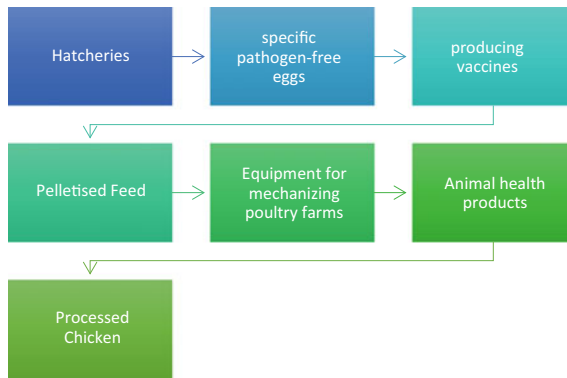 Hatcheries
specific
pathogen-free
eggs
producing
vaccines
Pelletised Feed
Equipment for
mechanizing
poultry farms
Animal health
products
Processed
Chicken